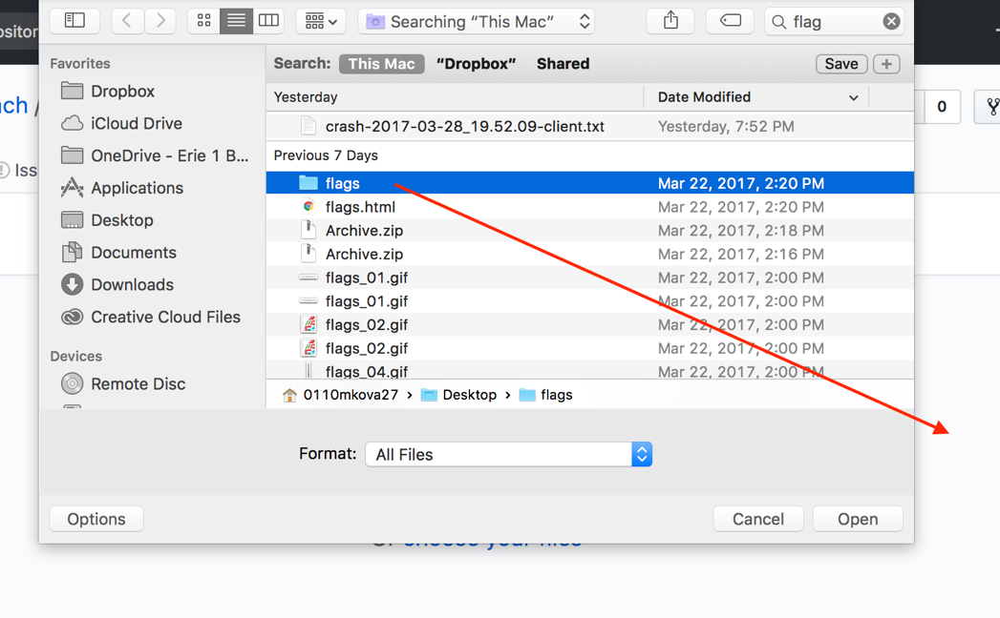 Searching “This Mac”
flag
Search: This Mac “Dropbox” Shared Save +
Favorites
Dropbox
iCloud Drive
OneDrive - Erie 1 B...
Applications
Desktop
Documents
Downloads
Creative Cloud Files
Devices
Remote Disc
Yesterday Date Modified
crash-2017-03-28_19.52.09-client.txt Yesterday, 7:52 PM
Previous 7 Days
flags Mar 22, 2017, 2:20 PM
flags.html Mar 22, 2017, 2:20 PM
Archive.zip Mar 22, 2017, 2:18 PM
Archive.zip Mar 22, 2017, 2:16 PM
flags_01.gif Mar 22, 2017, 2:00 PM
flags_01.gif Mar 22, 2017, 2:00 PM
flags_02.gif Mar 22, 2017, 2:00 PM
flags_02.gif Mar 22, 2017, 2:00 PM
flags_04.gif Mar 22, 2017, 2:00 PM
0110mkova27 › Desktop › flags
Format: All Files
Options Cancel Open
0
Iss
choose your files